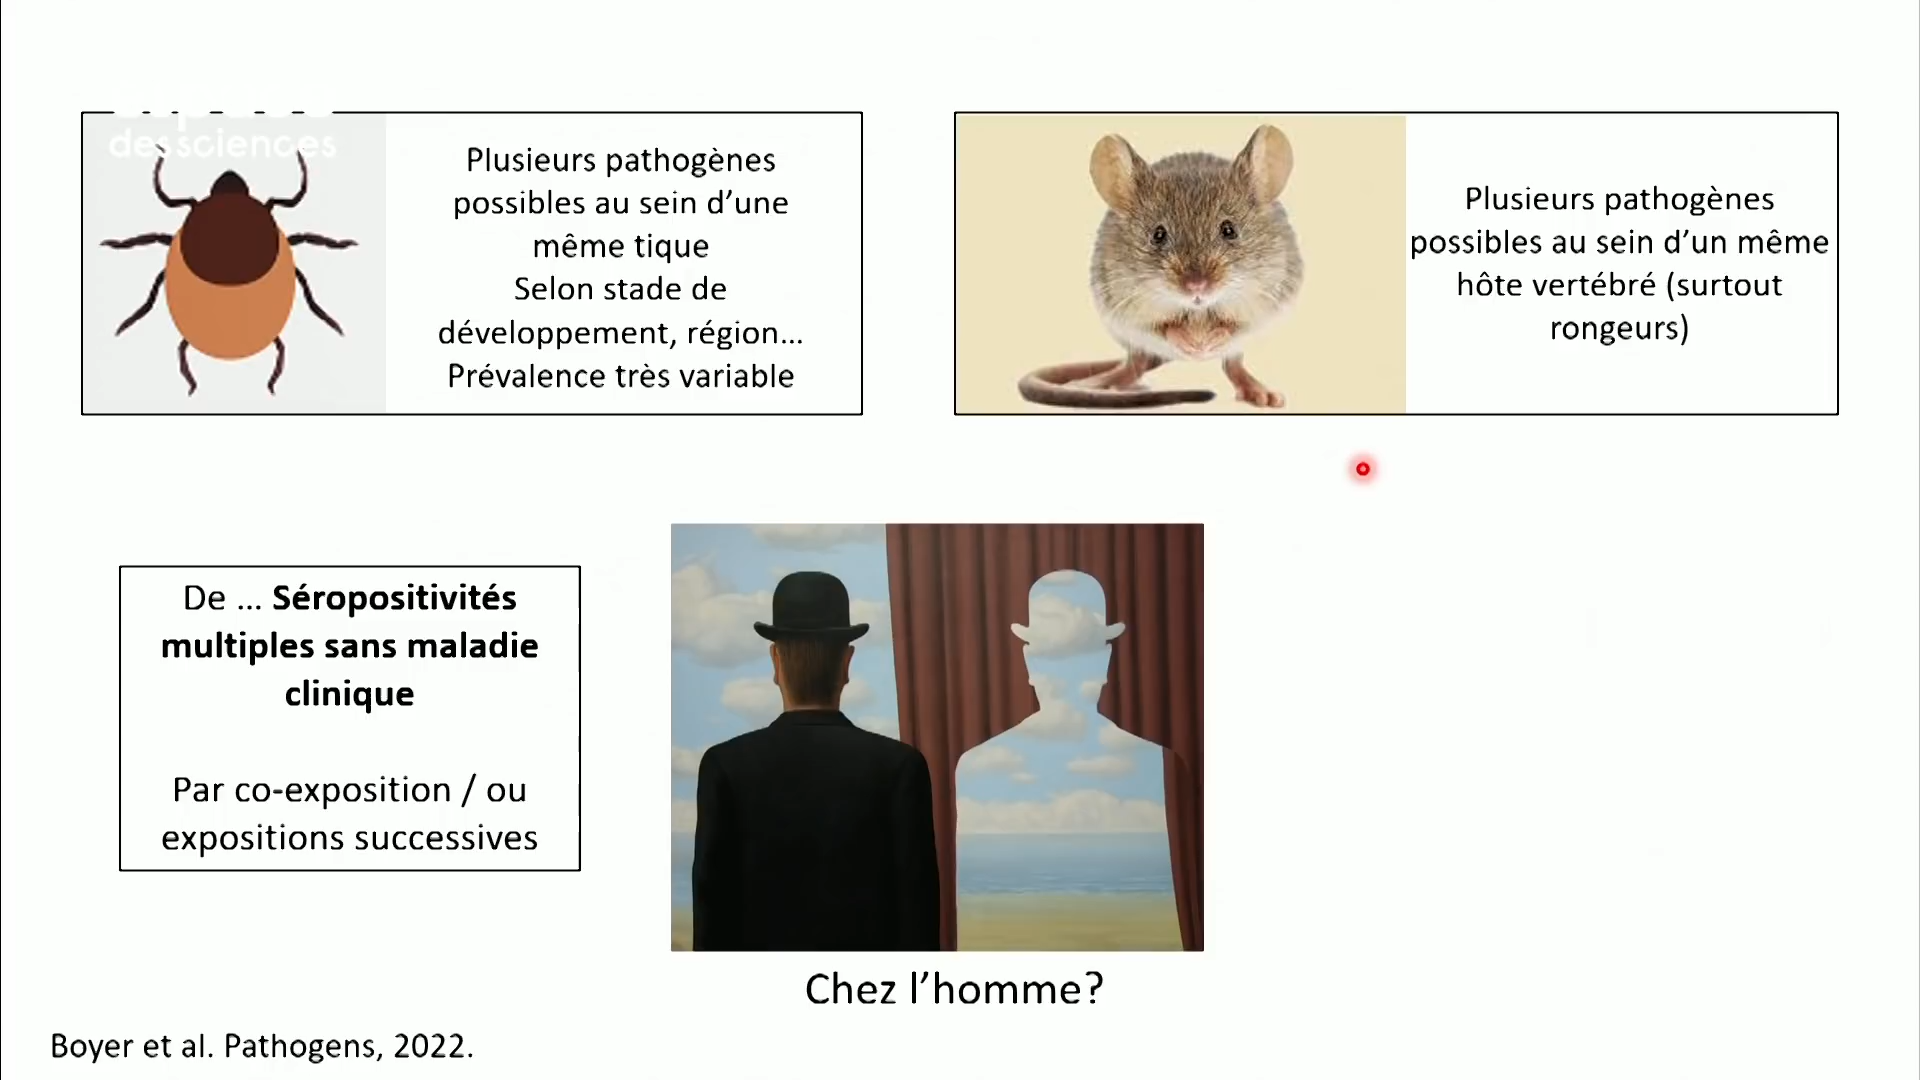 des sciences
Plusieurs pathogènes
possibles au sein d’une
même tique
Selon stade de
développement, région...
Prévalence très variable
Plusieurs pathogènes
possibles au sein d’un même
hôte vertébré (surtout
rongeurs)
De ... Séropositivités
multiples sans maladie
clinique
Par co-exposition / ou
expositions successives
Chez l’homme?
Boyer et al. Pathogens, 2022.